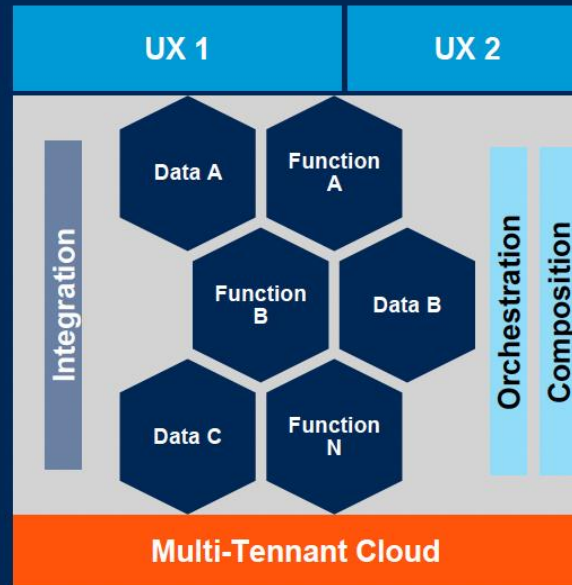 UX 1
UX 2
Data A
Function
A
Integration
Function
B
Data B
Orchestration
Composition
Data C
Function
N
Multi-Tennant Cloud